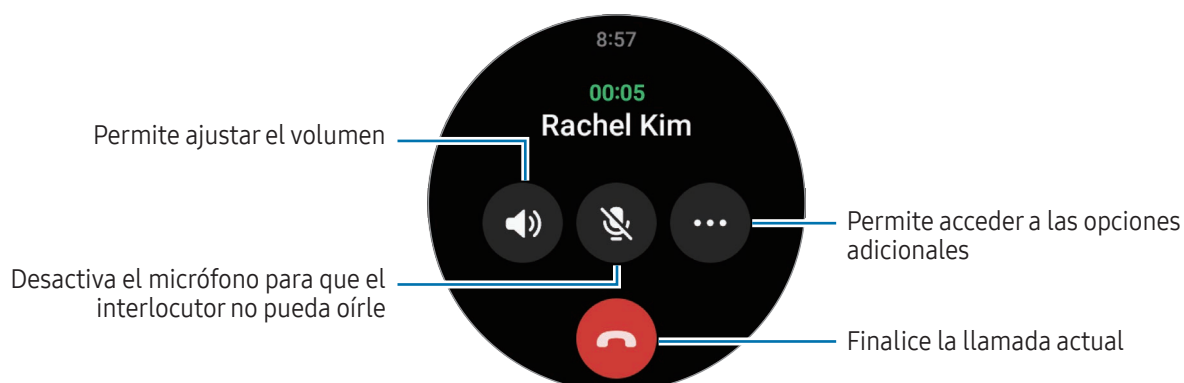 8:57
00:05
Rachel Kim
Permite ajustar el volumen
Permite acceder a las opciones
adicionales
Desactiva el micrófono para que el
interlocutor no pueda oírle
Finalice la llamada actual